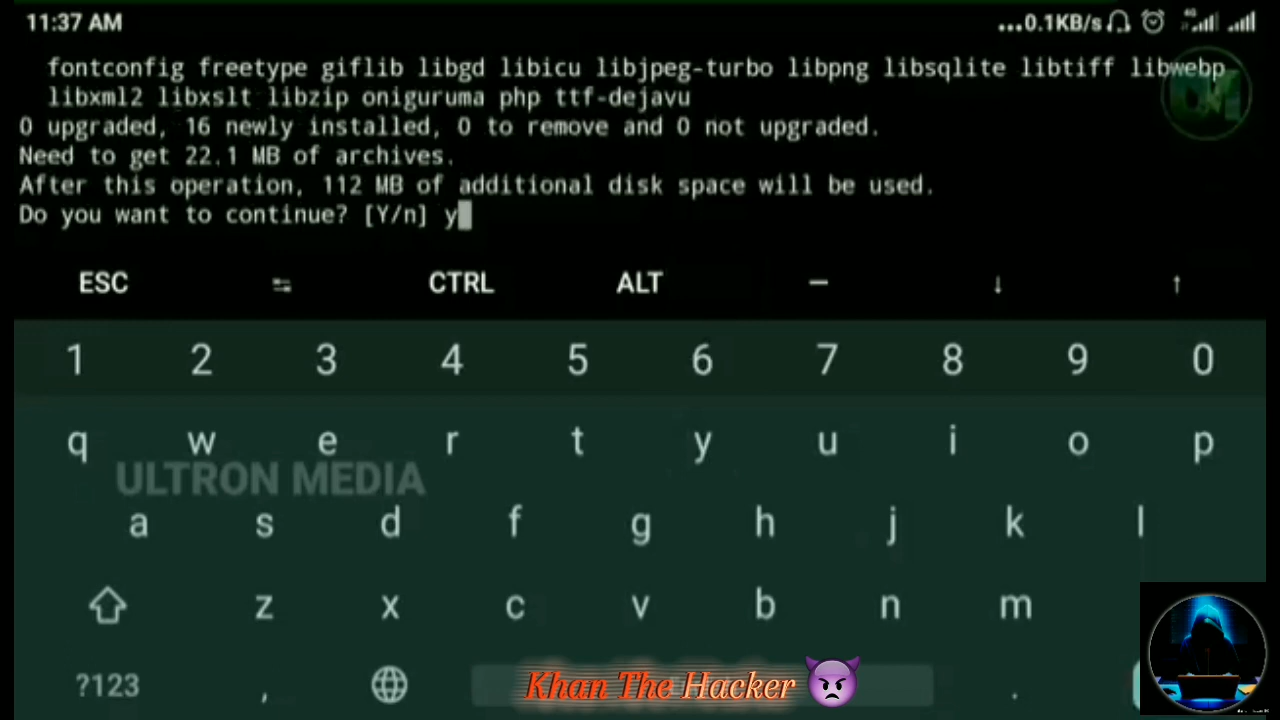 11:37 AM ...0.1KB/s 4G
fontconfig freetype giflib libgd libicu libjpeg-turbo libpng libsqlite libtiff libwebp
libxml2 libxslt libzip oniguruma php ttf-dejavu
0 upgraded, 16 newly installed, 0 to remove and 0 not upgraded.
Need to get 22.1 MB of archives.
After this operation, 112 MB of additional disk space will be used.
Do you want to continue? [Y/n] y
ESC CTRL ALT — ↓ ↑
1 2 3 4 5 6 7 8 9 0
q w e r t y u i o p
ULTRON MEDIA
a s d f g h j k l
z x c v b n m
?123 , Khan The Hacker 😈 .